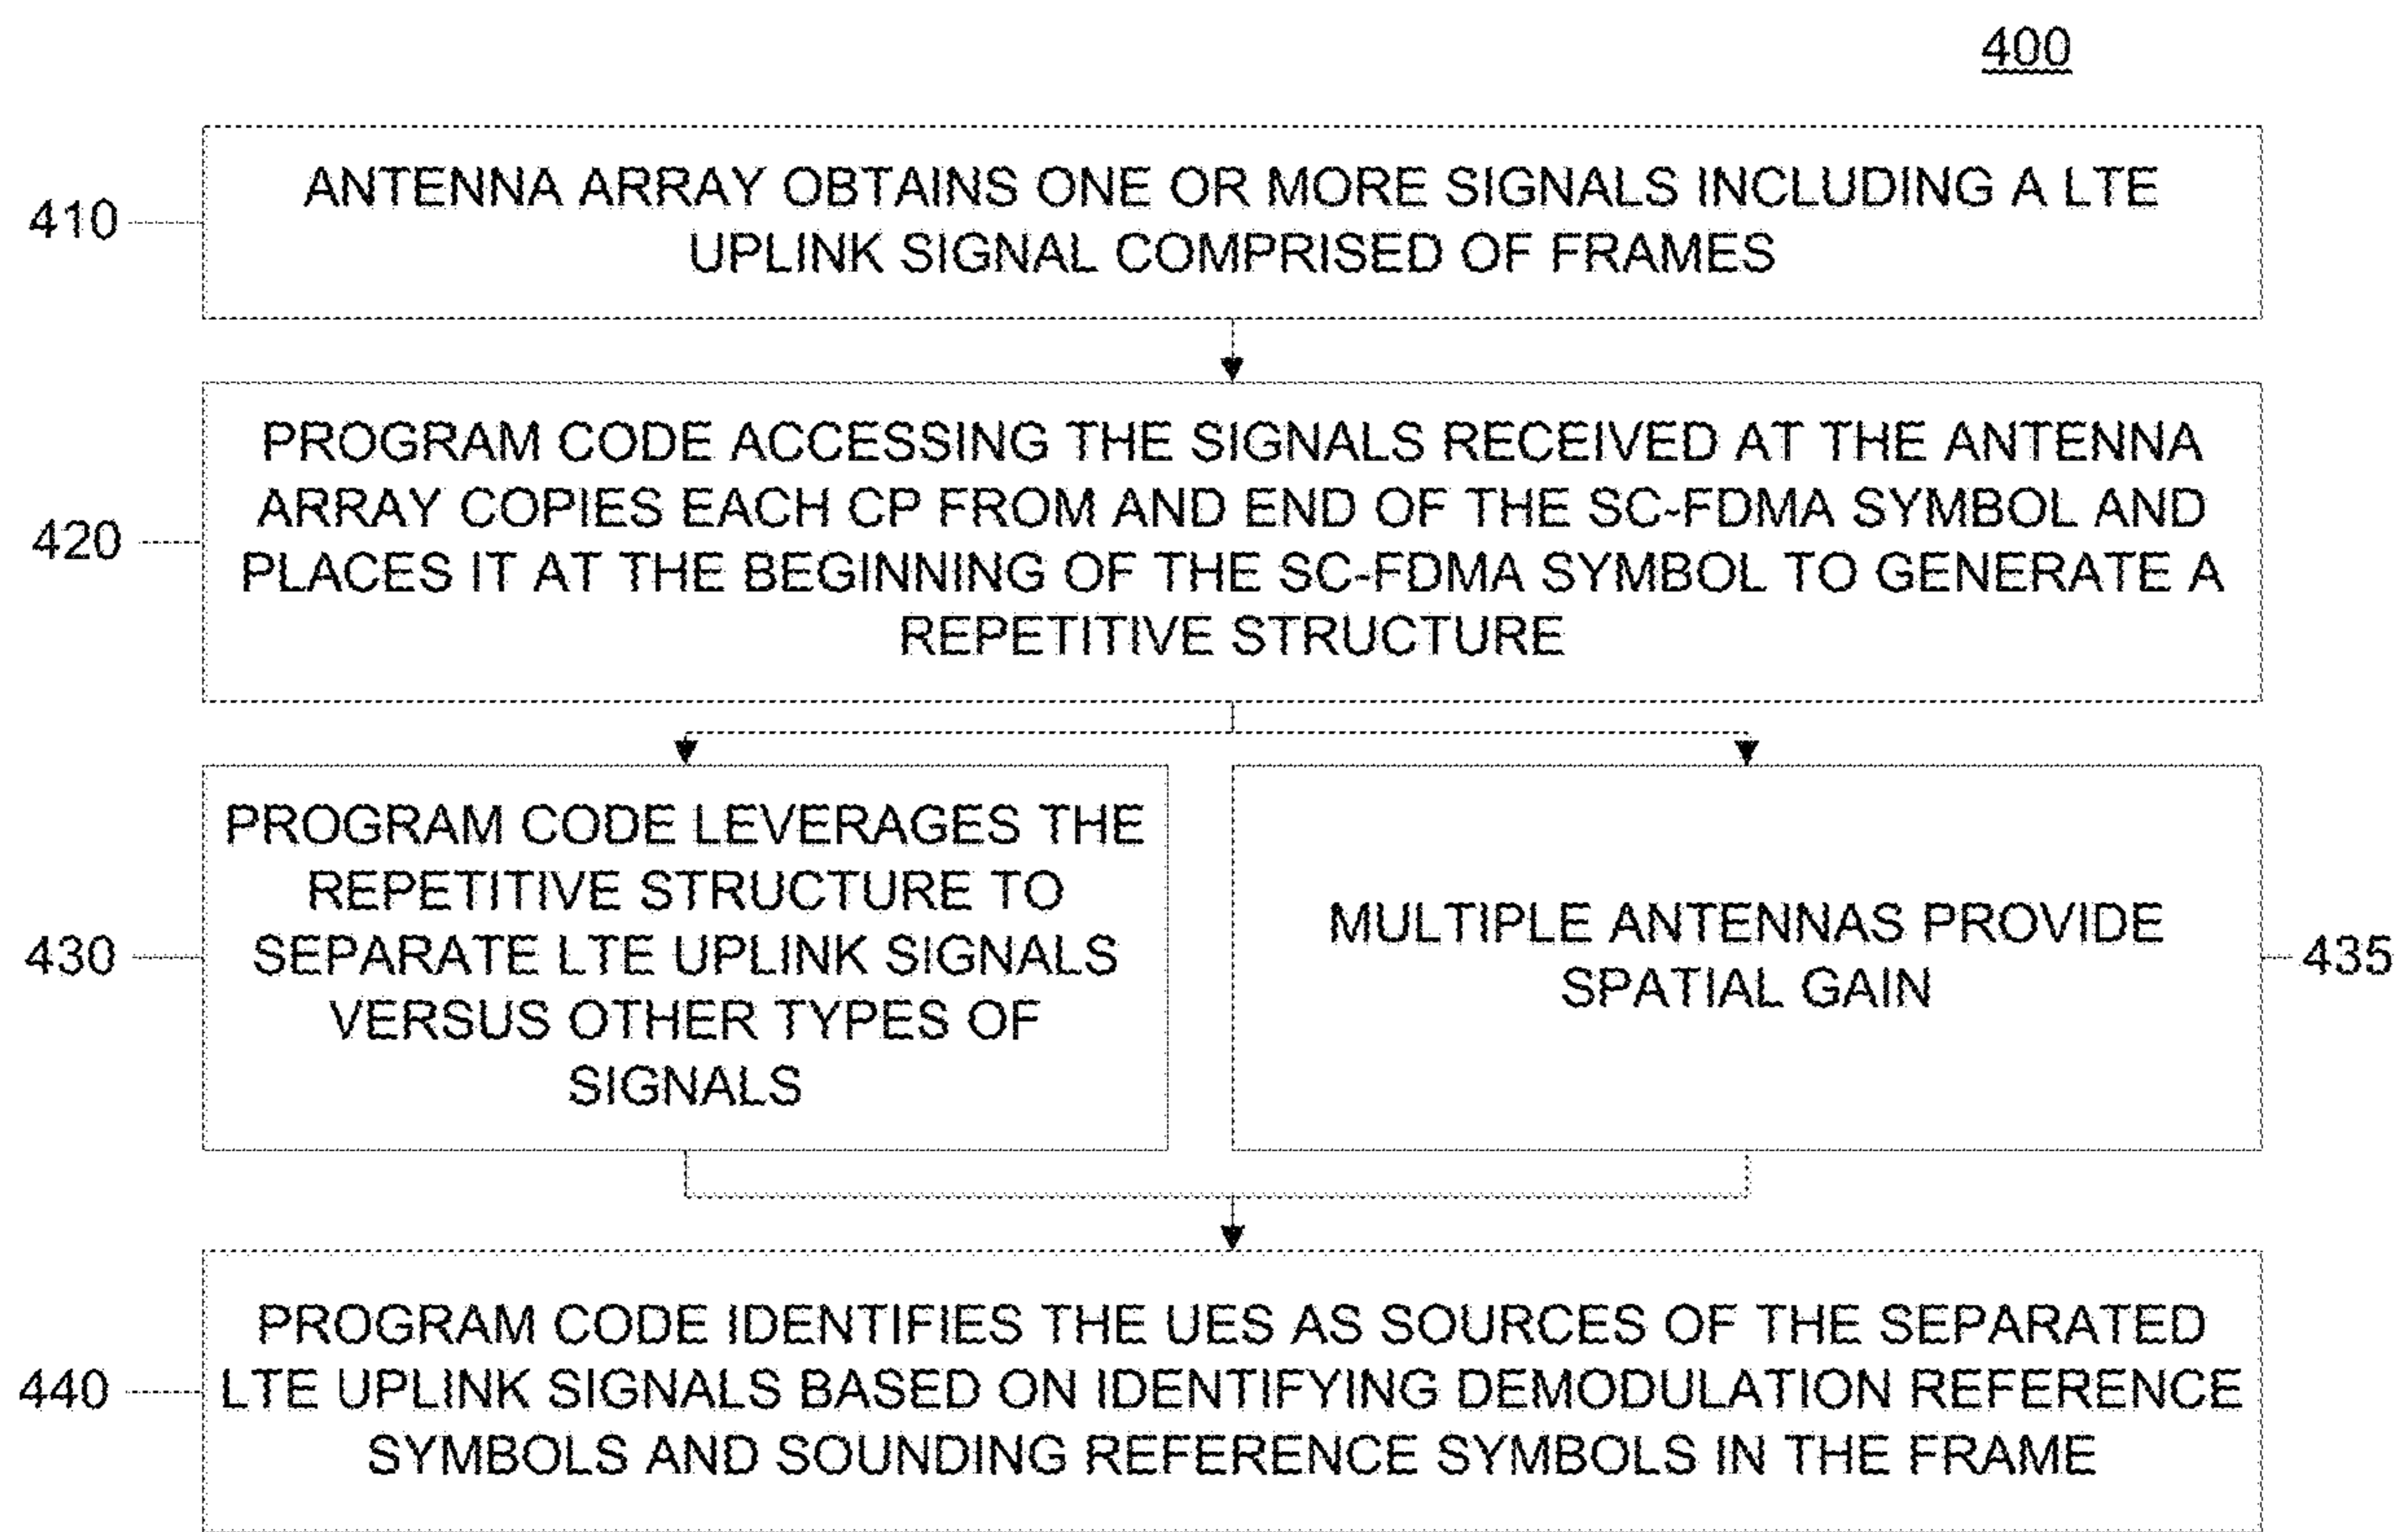 400
410
ANTENNA ARRAY OBTAINS ONE OR MORE SIGNALS INCLUDING A LTE
UPLINK SIGNAL COMPRISED OF FRAMES
420
PROGRAM CODE ACCESSING THE SIGNALS RECEIVED AT THE ANTENNA
ARRAY COPIES EACH CP FROM AND END OF THE SC-FDMA SYMBOL AND
PLACES IT AT THE BEGINNING OF THE SC-FDMA SYMBOL TO GENERATE A
REPETITIVE STRUCTURE
430
PROGRAM CODE LEVERAGES THE
REPETITIVE STRUCTURE TO
SEPARATE LTE UPLINK SIGNALS
VERSUS OTHER TYPES OF
SIGNALS
MULTIPLE ANTENNAS PROVIDE
SPATIAL GAIN
435
440
PROGRAM CODE IDENTIFIES THE UES AS SOURCES OF THE SEPARATED
LTE UPLINK SIGNALS BASED ON IDENTIFYING DEMODULATION REFERENCE
SYMBOLS AND SOUNDING REFERENCE SYMBOLS IN THE FRAME